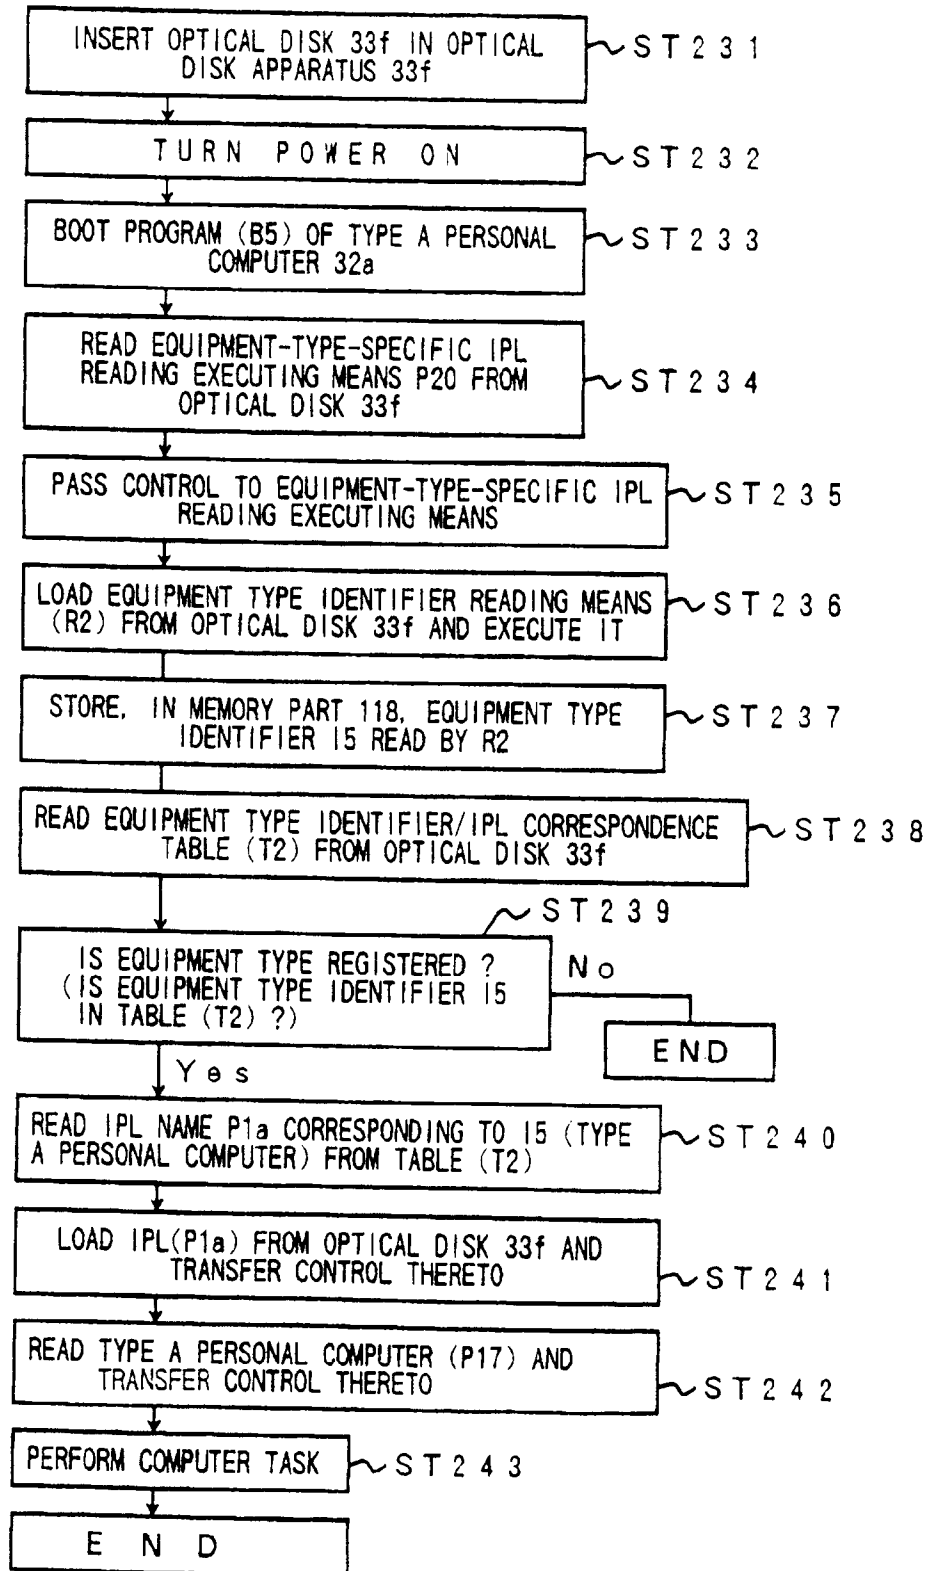 INSERT OPTICAL DISK 33f IN OPTICAL
DISK APPARATUS 33f
ST231
TURN POWER ON
ST232
BOOT PROGRAM (B5) OF TYPE A PERSONAL
COMPUTER 32a
ST233
READ EQUIPMENT-TYPE-SPECIFIC IPL
READING EXECUTING MEANS P20 FROM
OPTICAL DISK 33f
ST234
PASS CONTROL TO EQUIPMENT-TYPE-SPECIFIC IPL
READING EXECUTING MEANS
ST235
LOAD EQUIPMENT TYPE IDENTIFIER READING MEANS
(R2) FROM OPTICAL DISK 33f AND EXECUTE IT
ST236
STORE, IN MEMORY PART 118, EQUIPMENT TYPE
IDENTIFIER I5 READ BY R2
ST237
READ EQUIPMENT TYPE IDENTIFIER/IPL CORRESPONDENCE
TABLE (T2) FROM OPTICAL DISK 33f
ST238
ST239
IS EQUIPMENT TYPE REGISTERED ?
(IS EQUIPMENT TYPE IDENTIFIER I5
IN TABLE (T2) ?)
No
END
Yes
READ IPL NAME P1a CORRESPONDING TO I5 (TYPE
A PERSONAL COMPUTER) FROM TABLE (T2)
ST240
LOAD IPL(P1a) FROM OPTICAL DISK 33f AND
TRANSFER CONTROL THERETO
ST241
READ TYPE A PERSONAL COMPUTER (P17) AND
TRANSFER CONTROL THERETO
ST242
PERFORM COMPUTER TASK
ST243
END